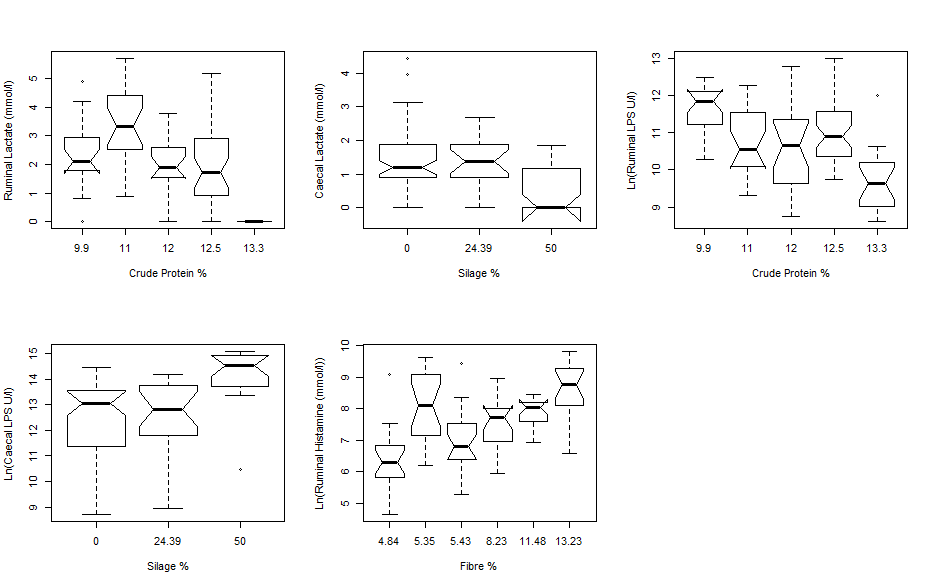 Ruminal Lactate (mmol/l)
5
4
3
2
1
0
9.9 11 12 12.5 13.3
Crude Protein %
Caecal Lactate (mmol/l)
4
3
2
1
0
0 24.39 50
Silage %
Ln(Ruminal LPS U/l)
13
12
11
10
9
9.9 11 12 12.5 13.3
Crude Protein %
Ln(Caecal LPS U/l)
15
14
13
12
11
10
9
0 24.39 50
Silage %
Ln(Ruminal Histamine (mmol/l))
10
9
8
7
6
5
4.84 5.35 5.43 8.23 11.48 13.23
Fibre %